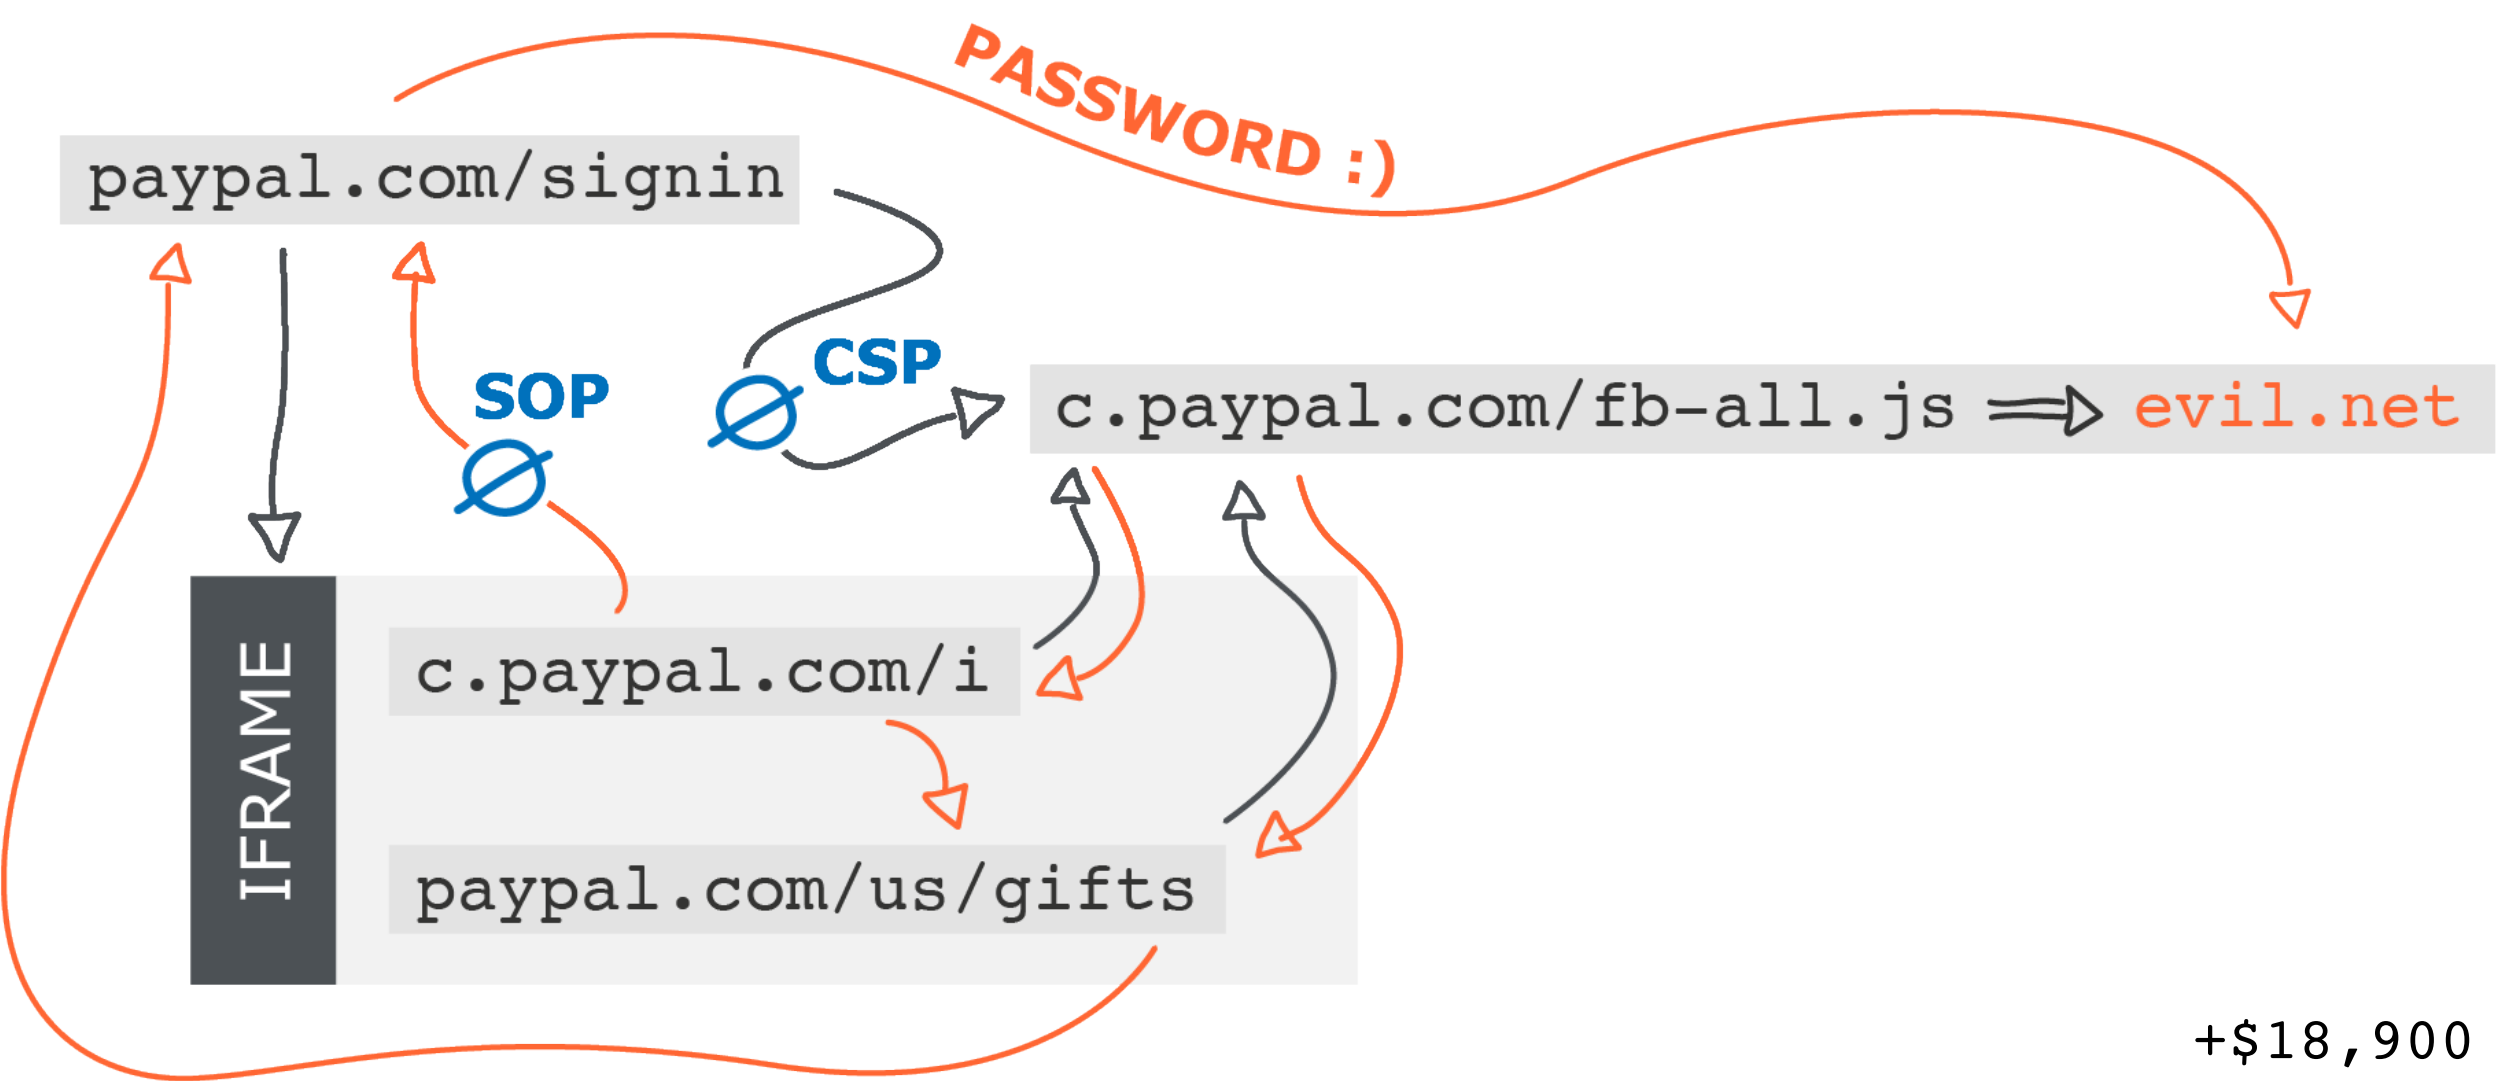 PASSWORD :)
paypal.com/signin
SOP
CSP
c.paypal.com/fb-all.js ⇒ evil.net
IFRAME
c.paypal.com/i
paypal.com/us/gifts
+$18,900